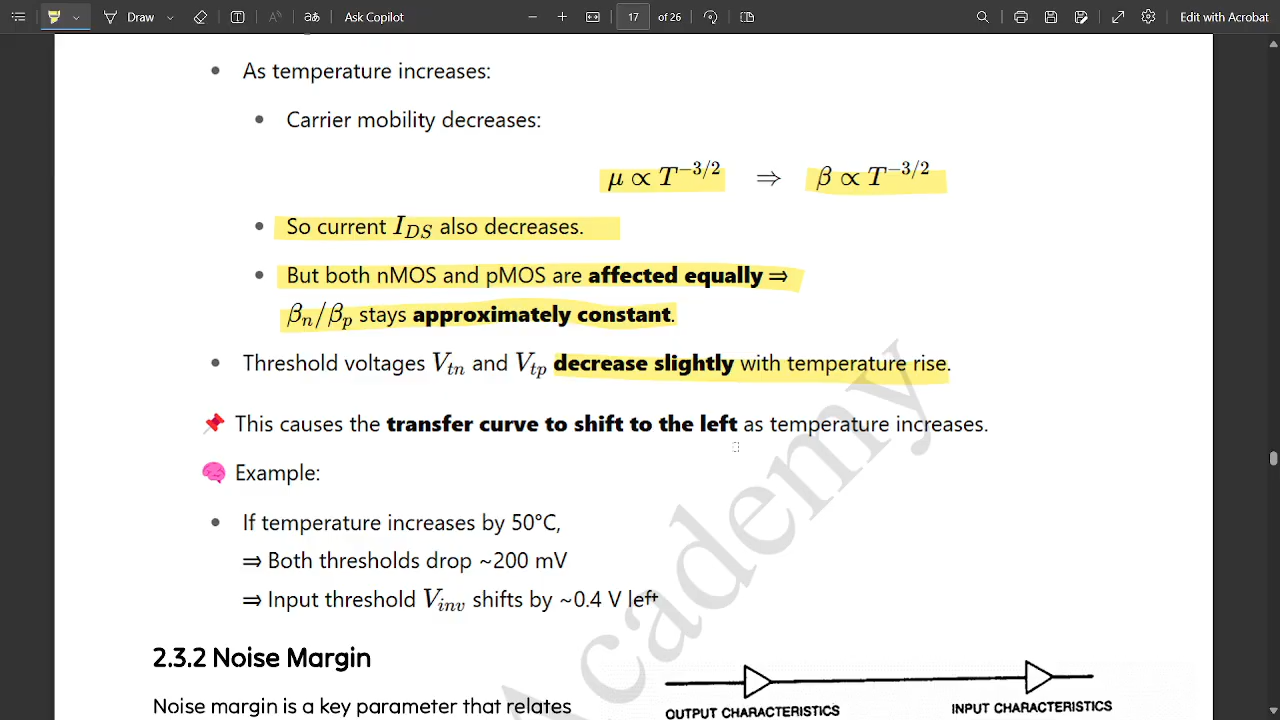 Draw
Ask Copilot
17 of 26
Edit with Acrobat
• As temperature increases:
• Carrier mobility decreases:
μ ∝ T^{−3/2} ⇒ β ∝ T^{−3/2}
• So current I_{DS} also decreases.
• But both nMOS and pMOS are affected equally ⇒
β_n/β_p stays approximately constant.
• Threshold voltages V_{tn} and V_{tp} decrease slightly with temperature rise.
📌 This causes the transfer curve to shift to the left as temperature increases.
🧠 Example:
• If temperature increases by 50°C,
⇒ Both thresholds drop ~200 mV
⇒ Input threshold V_{inv} shifts by ~0.4 V left
2.3.2 Noise Margin
Noise margin is a key parameter that relates
OUTPUT CHARACTERISTICS
INPUT CHARACTERISTICS
Academy